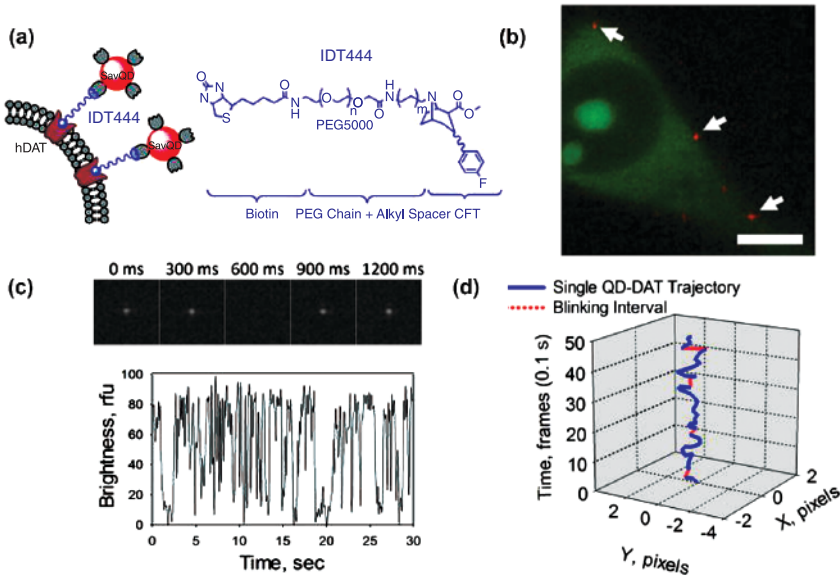 (a)
SavQD
IDT444
SavQD
hDAT
IDT444
O
HN
NH
S
O
N
H
O
n
O
O
H
N
m
N
O
O
F
PEG5000
Biotin
PEG Chain + Alkyl Spacer
CFT
(b)
(c)
0 ms 300 ms 600 ms 900 ms 1200 ms
Brightness, rfu
100
80
60
40
20
0
0 5 10 15 20 25 30
Time, sec
(d)
Single QD-DAT Trajectory
Blinking Interval
Time, frames (0.1 s)
50
40
30
20
10
0
2 0 -2 -4
Y, pixels
-2 0 2
X, pixels